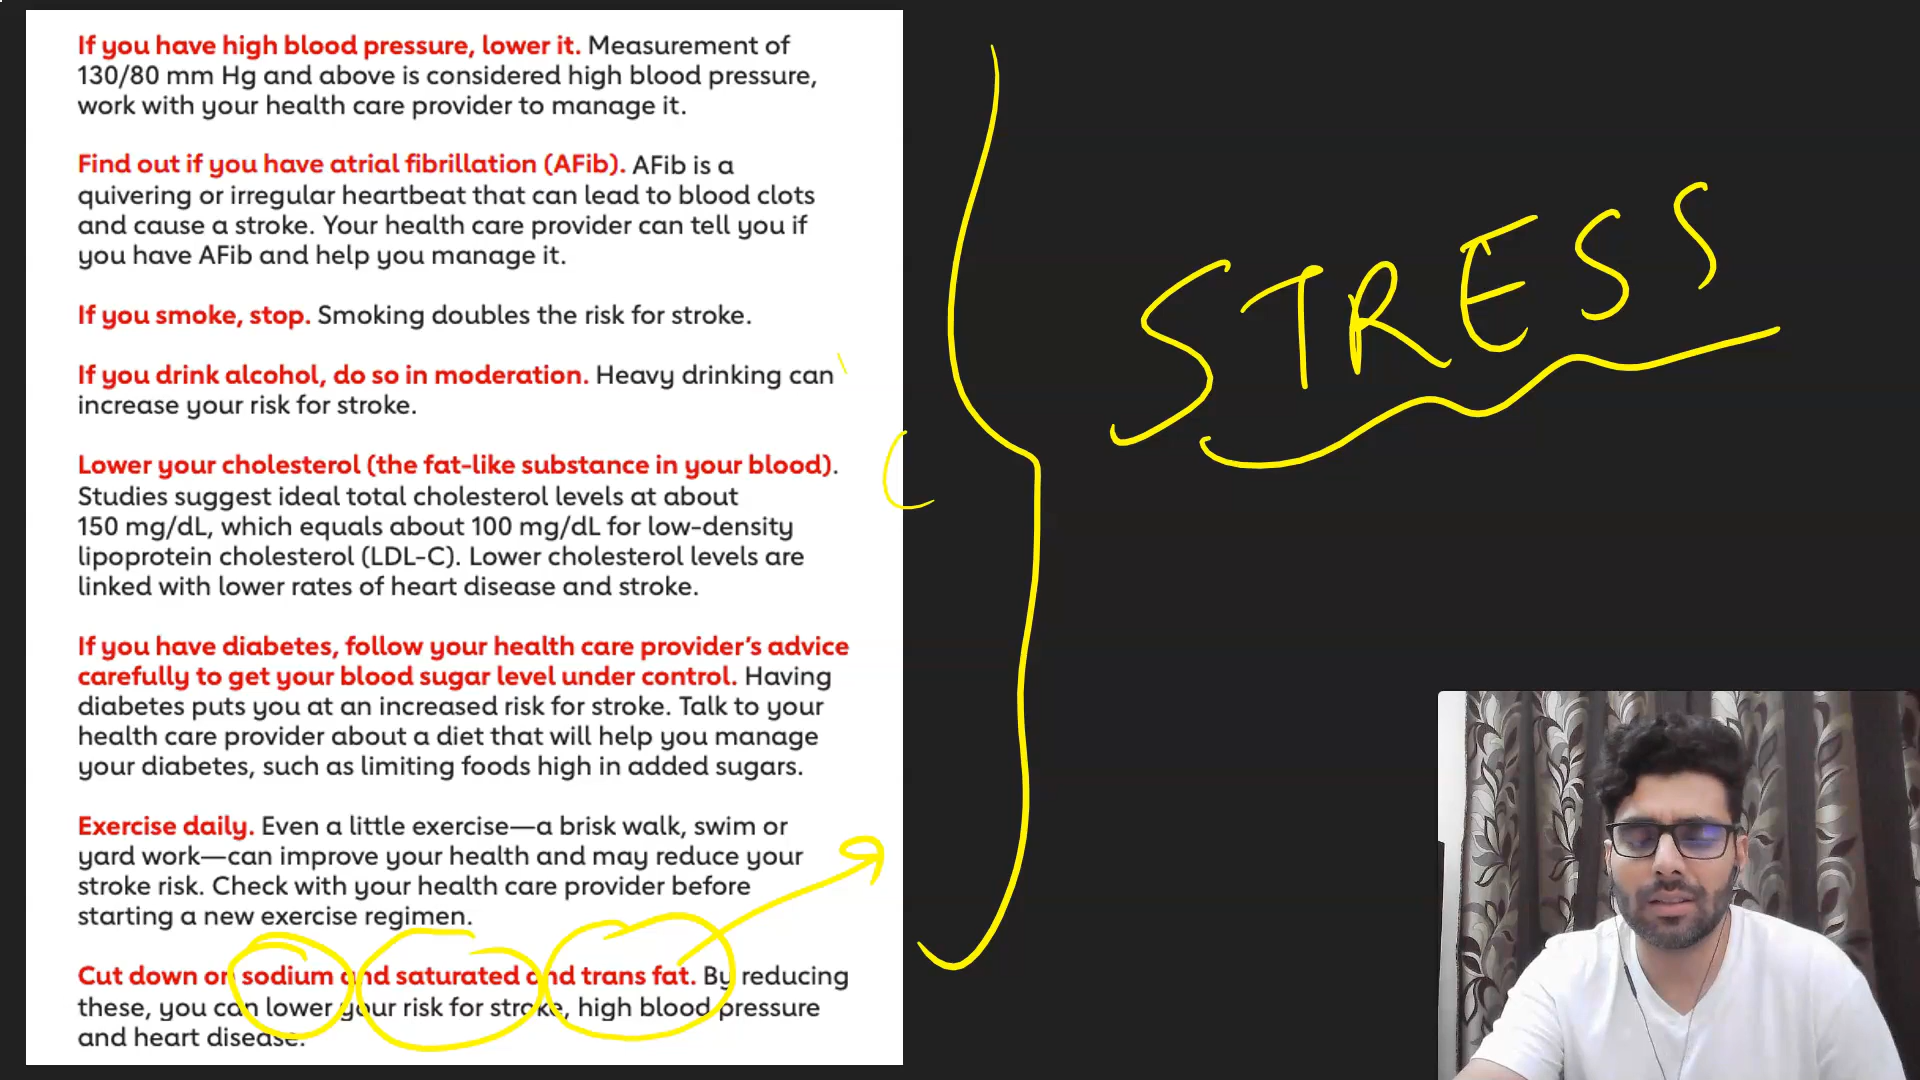 If you have high blood pressure, lower it. Measurement of
130/80 mm Hg and above is considered high blood pressure,
work with your health care provider to manage it.
Find out if you have atrial fibrillation (AFib). AFib is a
quivering or irregular heartbeat that can lead to blood clots
and cause a stroke. Your health care provider can tell you if
you have AFib and help you manage it.
If you smoke, stop. Smoking doubles the risk for stroke.
If you drink alcohol, do so in moderation. Heavy drinking can
increase your risk for stroke.
Lower your cholesterol (the fat-like substance in your blood).
Studies suggest ideal total cholesterol levels at about
150 mg/dL, which equals about 100 mg/dL for low-density
lipoprotein cholesterol (LDL-C). Lower cholesterol levels are
linked with lower rates of heart disease and stroke.
If you have diabetes, follow your health care provider's advice
carefully to get your blood sugar level under control. Having
diabetes puts you at an increased risk for stroke. Talk to your
health care provider about a diet that will help you manage
your diabetes, such as limiting foods high in added sugars.
Exercise daily. Even a little exercise—a brisk walk, swim or
yard work—can improve your health and may reduce your
stroke risk. Check with your health care provider before
starting a new exercise regimen.
Cut down on sodium and saturated and trans fat. By reducing
these, you can lower your risk for stroke, high blood pressure
and heart disease.
STRESS